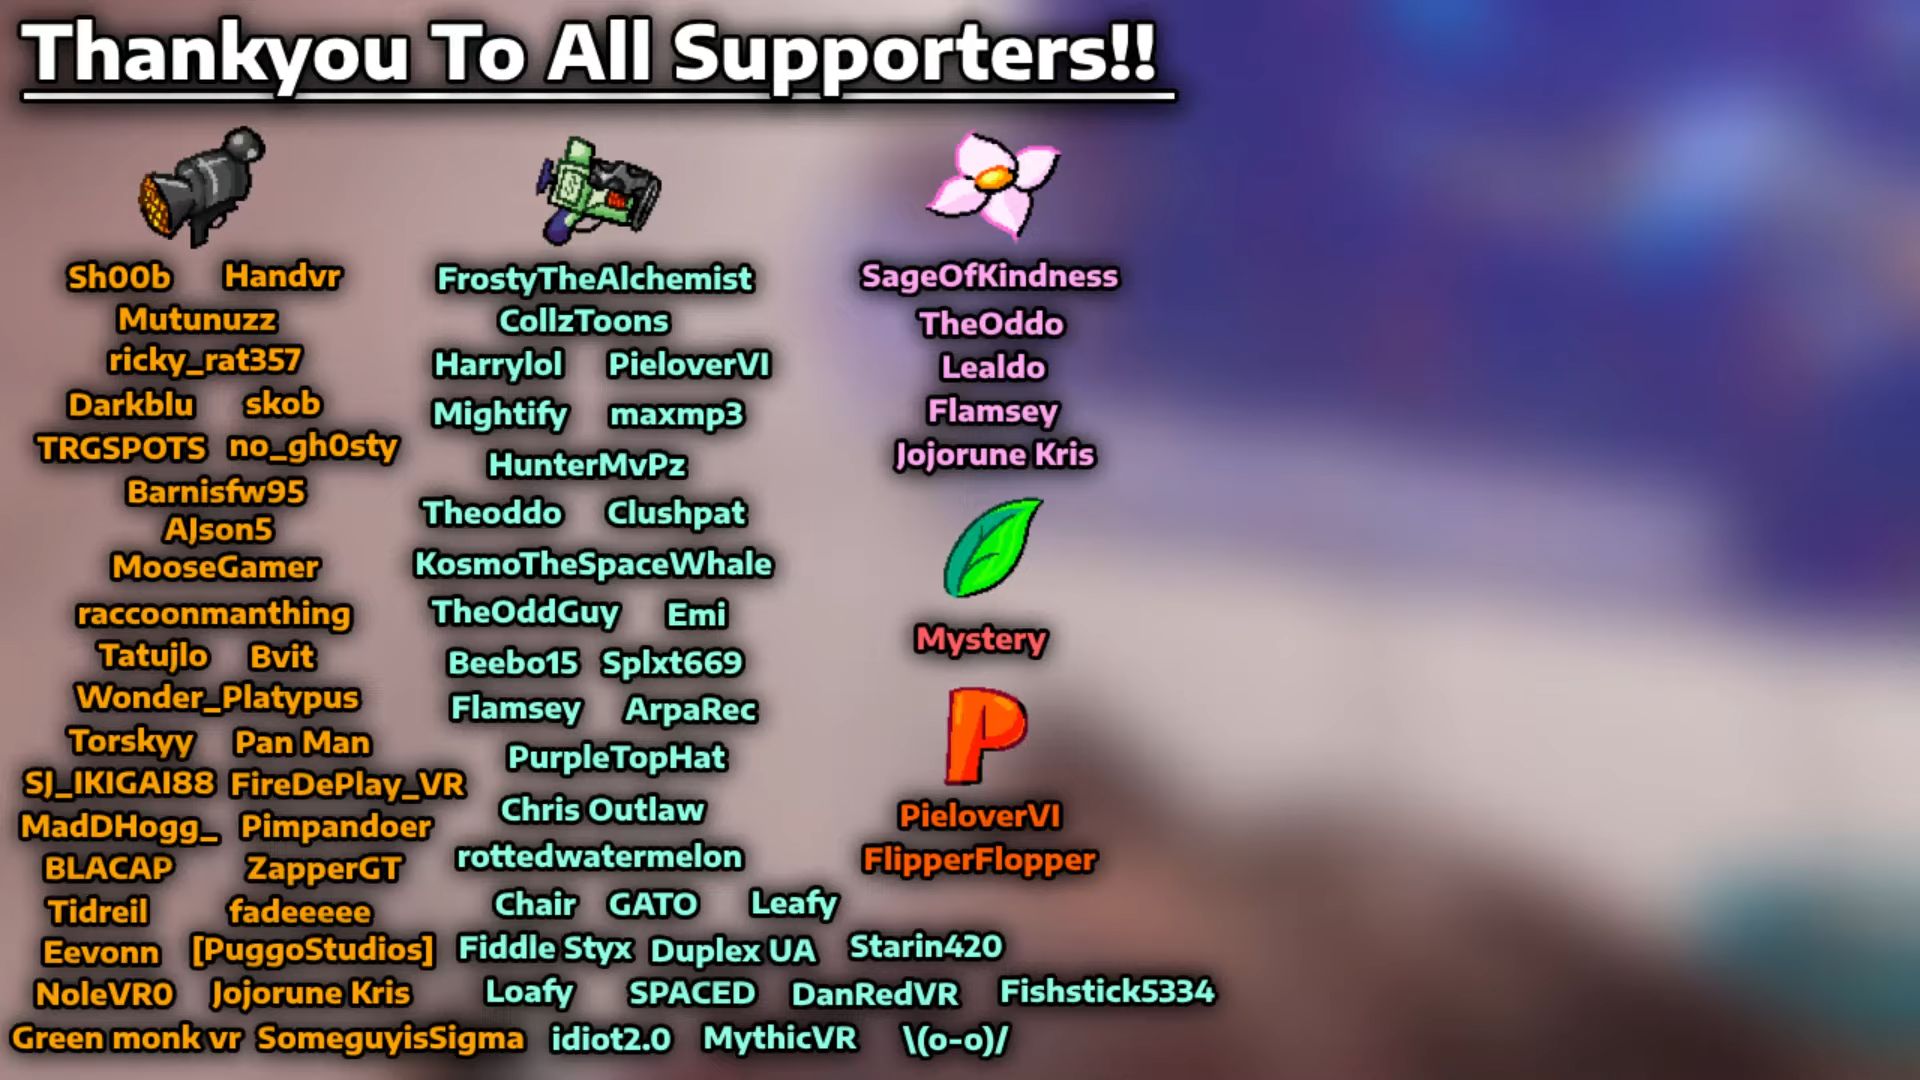 Thankyou To All Supporters!!
Sh00b Handvr
Mutunuzz
ricky_rat357
Darkblu skob
TRGSPOTS no_gh0sty
Barnisfw95
AJson5
MooseGamer
raccoonmanthing
Tatujlo Bvit
Wonder_Platypus
Torskyy Pan Man
SJ_IKIGAI88 FireDePlay_VR
MadDHogg_ Pimpandoer
BLACAP ZapperGT
Tidreil fadeeeee
Eevonn [PuggoStudios]
NoleVR0 Jojorune Kris
Green monk vr SomeguyisSigma
FrostyTheAlchemist
CollzToons
Harrylol PieloverVI
Mightify maxmp3
HunterMvPz
Theoddo Clushpat
KosmoTheSpaceWhale
TheOddGuy Emi
Beebo15 Splxt669
Flamsey ArpaRec
PurpleTopHat
Chris Outlaw
rottedwatermelon
Chair GATO Leafy
Fiddle Styx Duplex UA Starin420
Loafy SPACED DanRedVR Fishstick5334
idiot2.0 MythicVR \(o-o)/
SageOfKindness
TheOddo
Lealdo
Flamsey
Jojorune Kris
Mystery
P
PieloverVI
FlipperFlopper